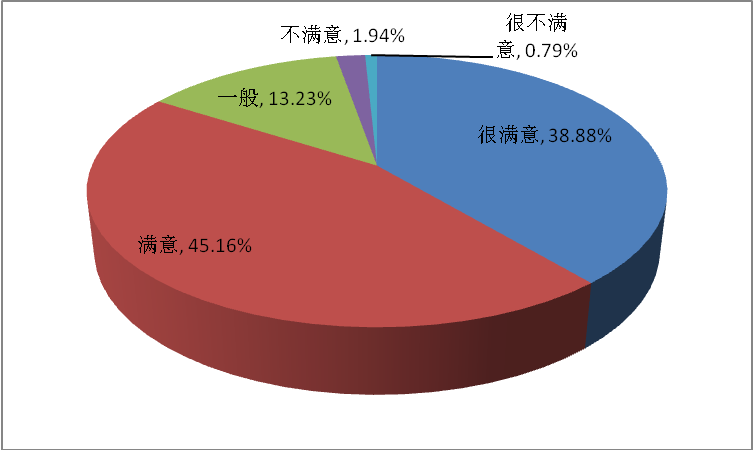 不满意, 1.94%
很不满
意, 0.79%
一般, 13.23%
很满意, 38.88%
满意, 45.16%